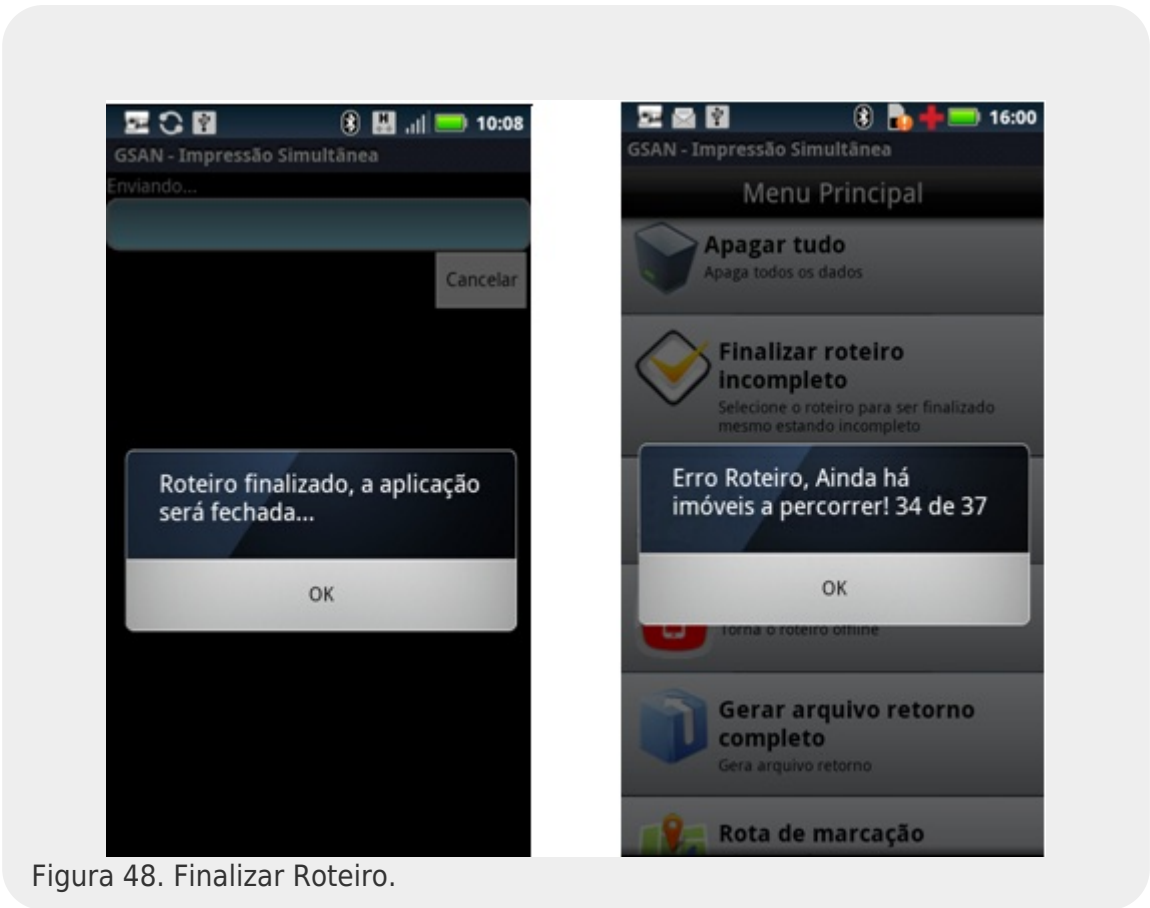 10:08
GSAN - Impressão Simultânea
Enviando...
Cancelar
Roteiro finalizado, a aplicação
será fechada...
OK
16:00
GSAN - Impressão Simultânea
Menu Principal
Apagar tudo
Apaga todos os dados
Finalizar roteiro
incompleto
Selecione o roteiro para ser finalizado
mesmo estando incompleto
Erro Roteiro, Ainda há
imóveis a percorrer! 34 de 37
OK
Torna o roteiro offline
Gerar arquivo retorno
completo
Gera arquivo retorno
Rota de marcação
Figura 48. Finalizar Roteiro.